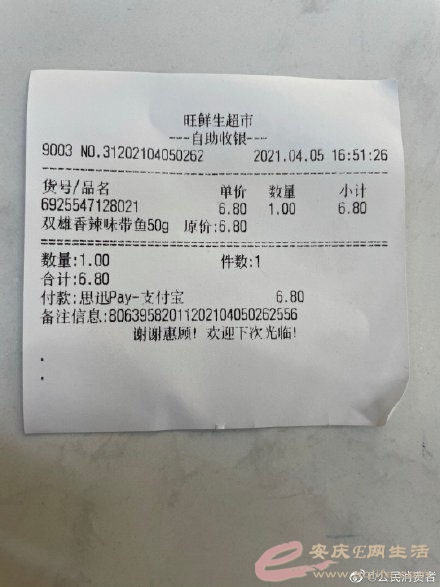 旺鲜生超市
---自助收银---
9003 NO.31202104050262 2021.04.05 16:51:26
货号/品名 单价 数量 小计
6925547128021 6.80 1.00 6.80
双雄香辣味带鱼50g 原价:6.80
数量:1.00 件数:1
合计:6.80
付款:思迅Pay-支付宝 6.80
备注信息:80639582011202104050262556
谢谢惠顾! 欢迎下次光临!
e安庆E网生活
@公民消费者